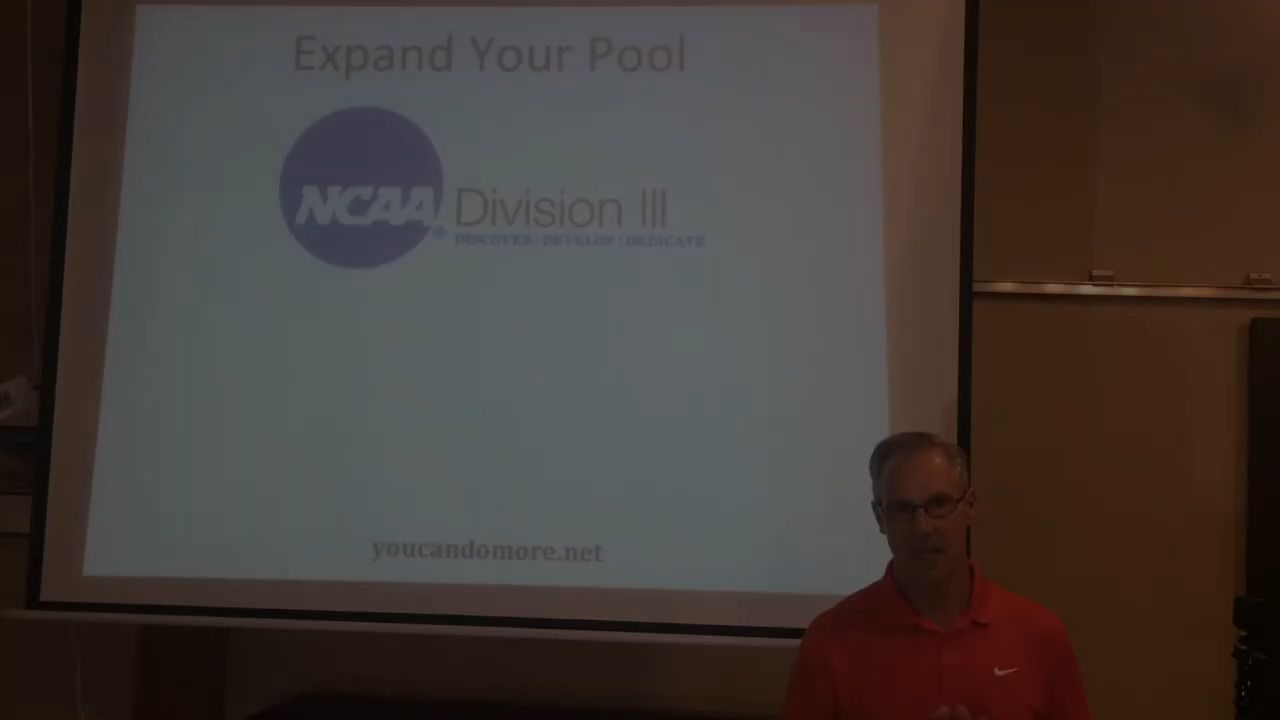 Expand Your Pool
NCAA
Division III
DISCOVER | DEVELOP | DEDICATE
youcandomore.net